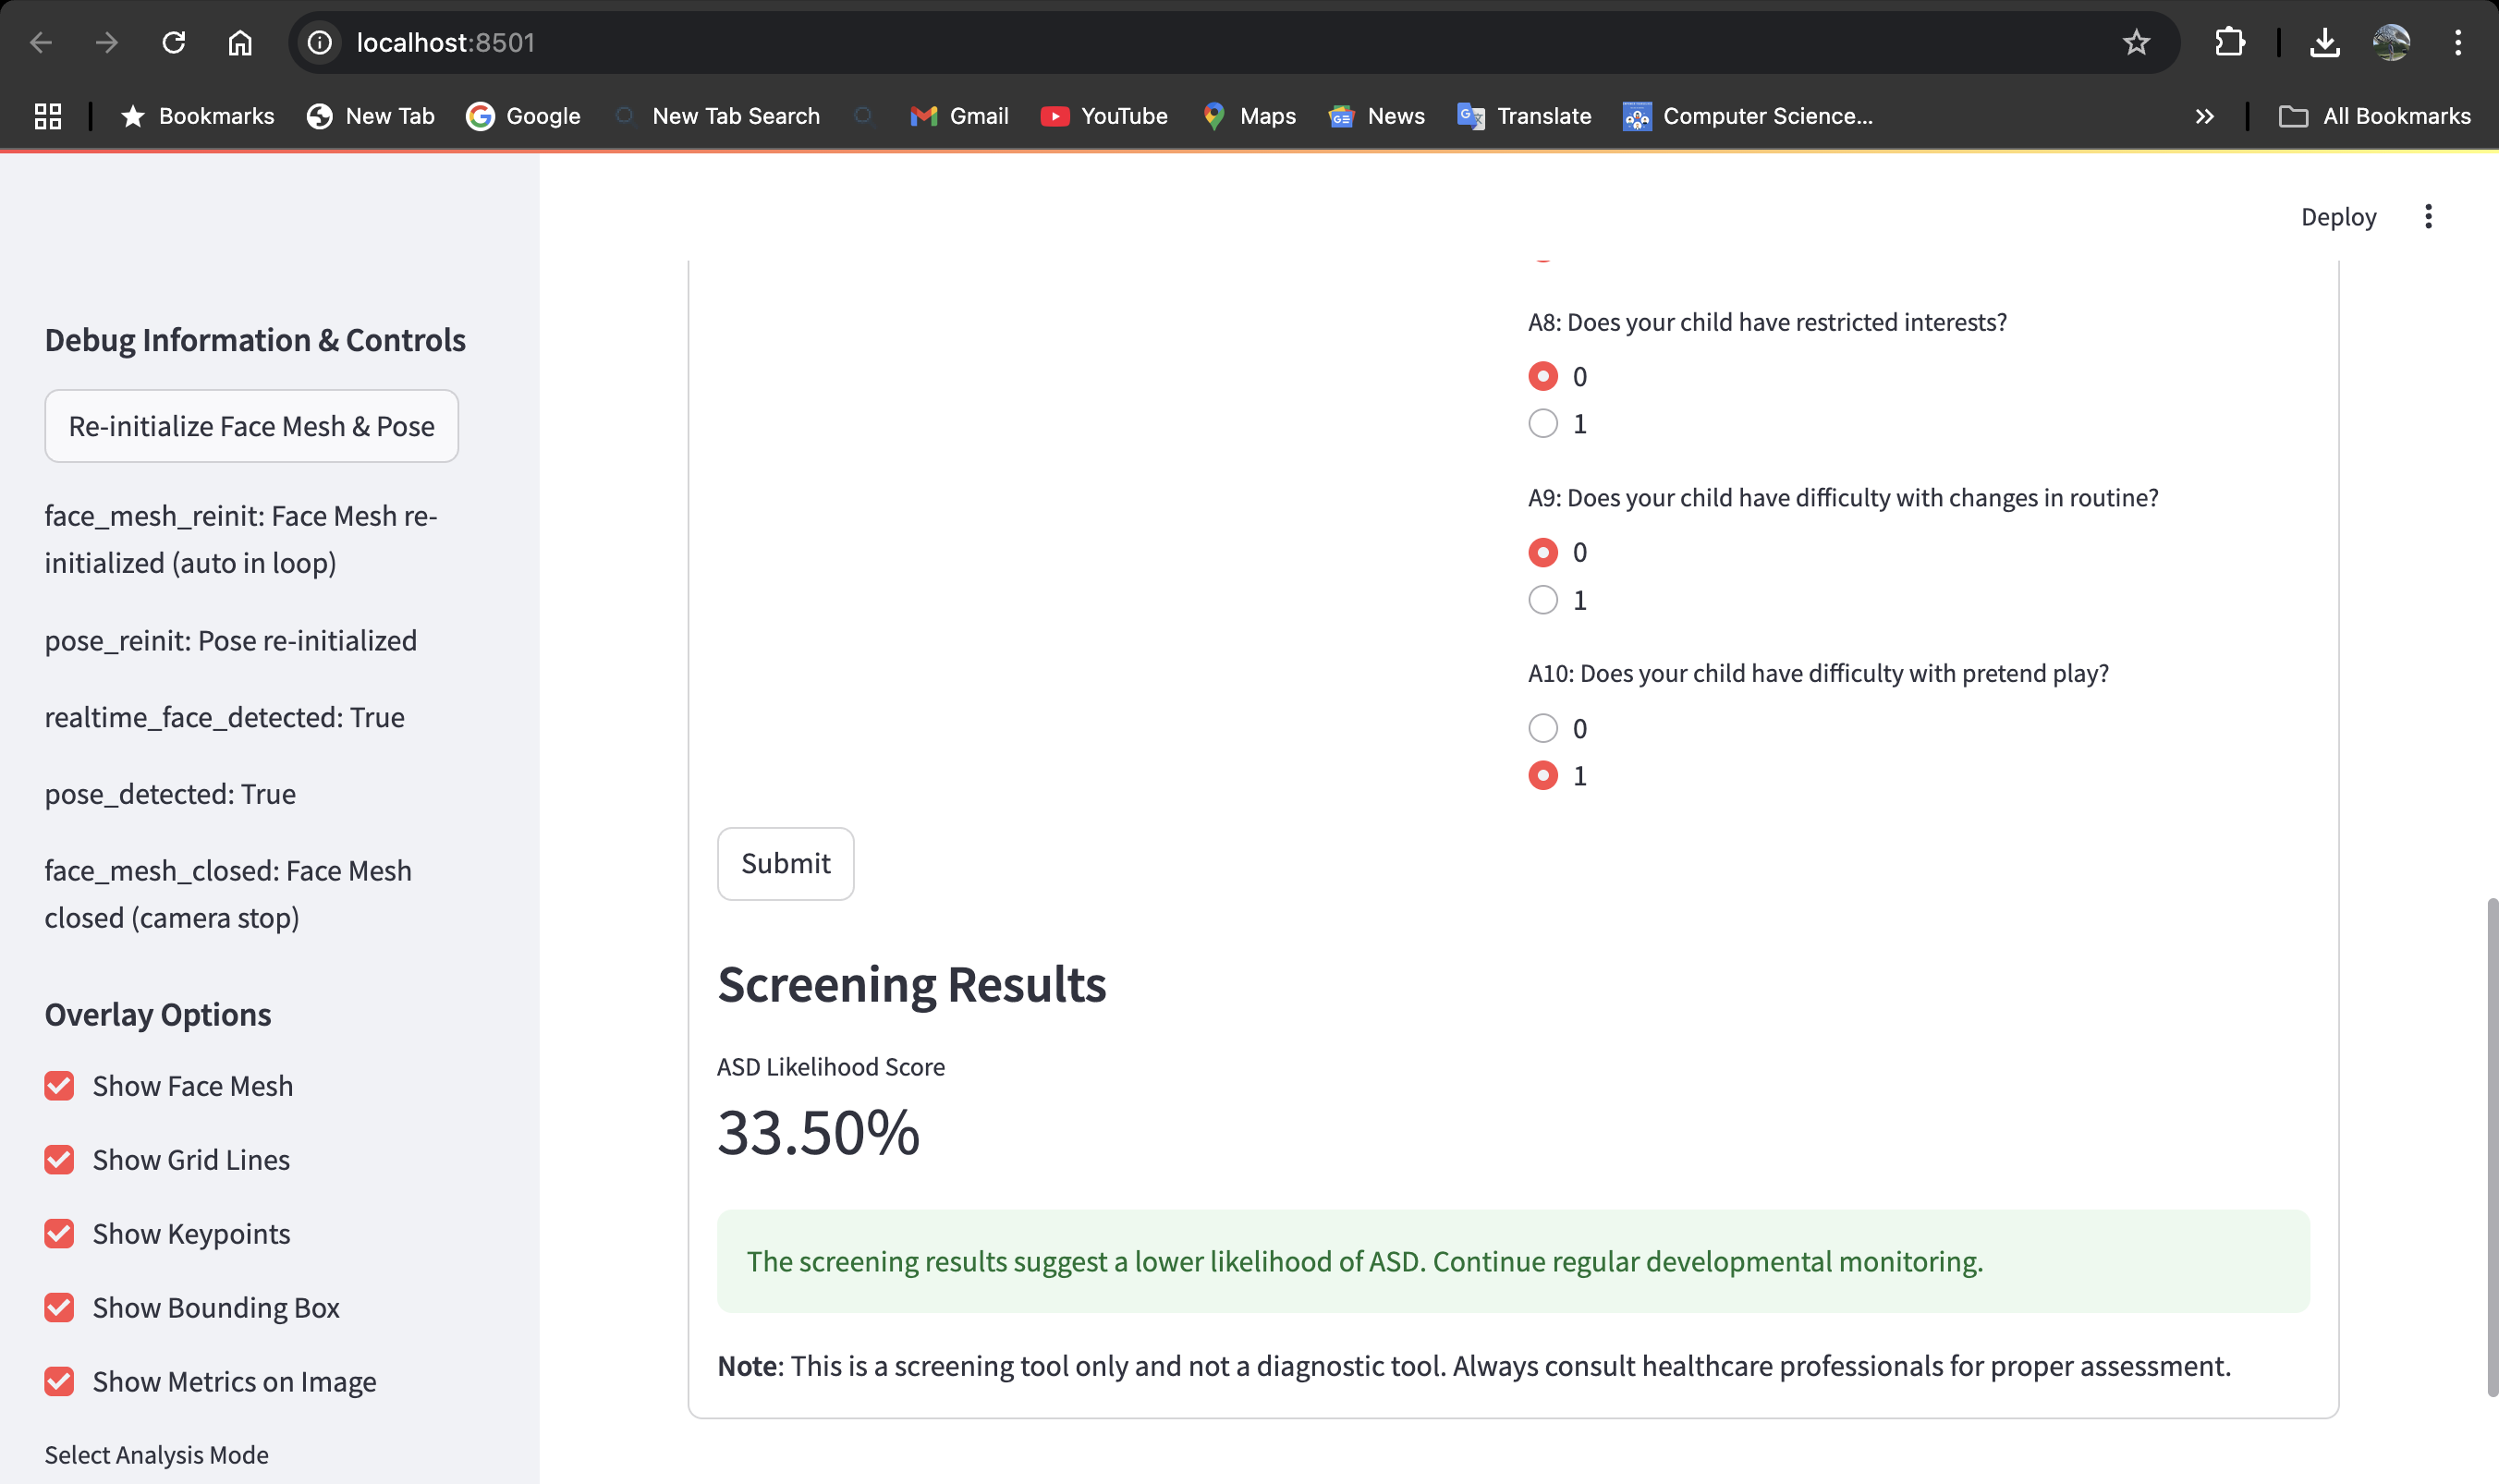 localhost:8501
Bookmarks New Tab Google New Tab Search Gmail YouTube Maps News Translate Computer Science... » All Bookmarks
Deploy
Debug Information & Controls
Re-initialize Face Mesh & Pose
face_mesh_reinit: Face Mesh re-
initialized (auto in loop)
pose_reinit: Pose re-initialized
realtime_face_detected: True
pose_detected: True
face_mesh_closed: Face Mesh
closed (camera stop)
Overlay Options
Show Face Mesh
Show Grid Lines
Show Keypoints
Show Bounding Box
Show Metrics on Image
Select Analysis Mode
A8: Does your child have restricted interests?
0
1
A9: Does your child have difficulty with changes in routine?
0
1
A10: Does your child have difficulty with pretend play?
0
1
Submit
Screening Results
ASD Likelihood Score
33.50%
The screening results suggest a lower likelihood of ASD. Continue regular developmental monitoring.
Note: This is a screening tool only and not a diagnostic tool. Always consult healthcare professionals for proper assessment.